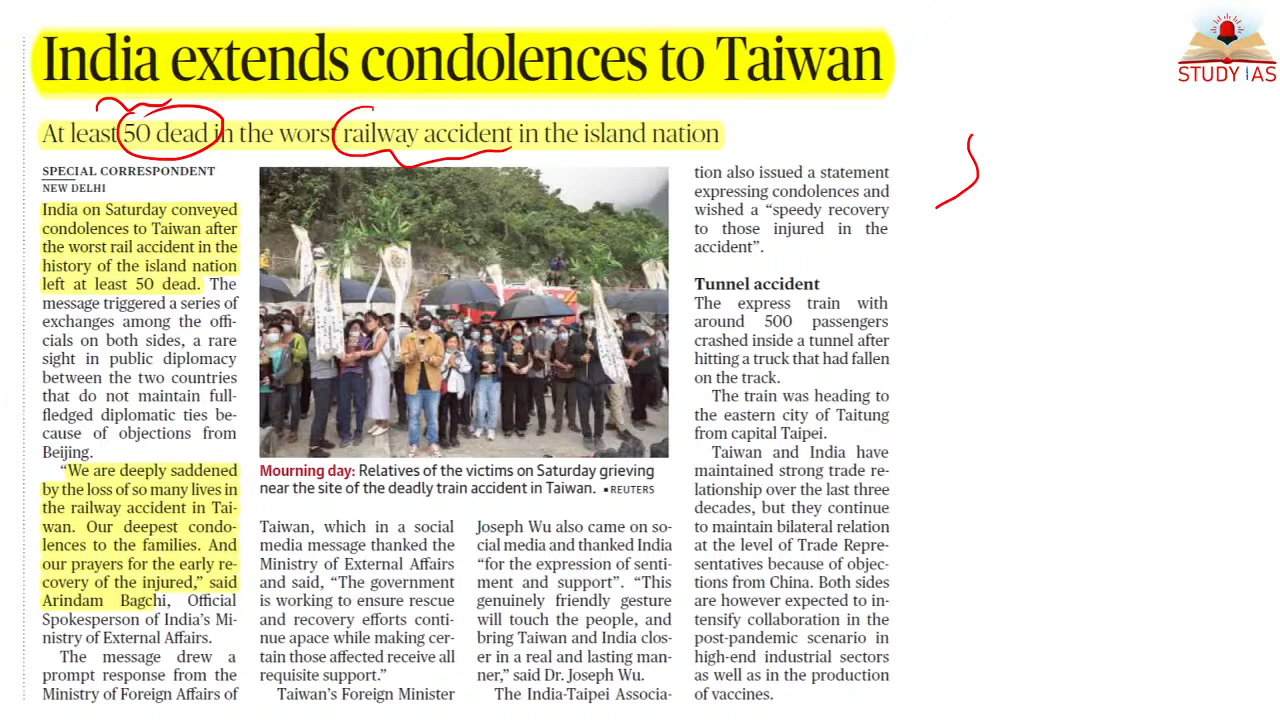 India extends condolences to Taiwan
At least 50 dead in the worst railway accident in the island nation
SPECIAL CORRESPONDENT
NEW DELHI
India on Saturday conveyed
condolences to Taiwan after
the worst rail accident in the
history of the island nation
left at least 50 dead. The
message triggered a series of
exchanges among the offi-
cials on both sides, a rare
sight in public diplomacy
between the two countries
that do not maintain full-
fledged diplomatic ties be-
cause of objections from
Beijing.
“We are deeply saddened
by the loss of so many lives in
the railway accident in Tai-
wan. Our deepest condo-
lences to the families. And
our prayers for the early re-
covery of the injured,” said
Arindam Bagchi, Official
Spokesperson of India’s Mi-
nistry of External Affairs.
The message drew a
prompt response from the
Ministry of Foreign Affairs of
Mourning day: Relatives of the victims on Saturday grieving
near the site of the deadly train accident in Taiwan. ▪REUTERS
Taiwan, which in a social
media message thanked the
Ministry of External Affairs
and said, “The government
is working to ensure rescue
and recovery efforts conti-
nue apace while making cer-
tain those affected receive all
requisite support.”
Taiwan’s Foreign Minister
Joseph Wu also came on so-
cial media and thanked India
“for the expression of senti-
ment and support”. “This
genuinely friendly gesture
will touch the people, and
bring Taiwan and India clos-
er in a real and lasting man-
ner,” said Dr. Joseph Wu.
The India-Taipei Associa-
tion also issued a statement
expressing condolences and
wished a “speedy recovery
to those injured in the
accident”.
Tunnel accident
The express train with
around 500 passengers
crashed inside a tunnel after
hitting a truck that had fallen
on the track.
The train was heading to
the eastern city of Taitung
from capital Taipei.
Taiwan and India have
maintained strong trade re-
lationship over the last three
decades, but they continue
to maintain bilateral relation
at the level of Trade Repre-
sentatives because of objec-
tions from China. Both sides
are however expected to in-
tensify collaboration in the
post-pandemic scenario in
high-end industrial sectors
as well as in the production
of vaccines.
STUDY IAS